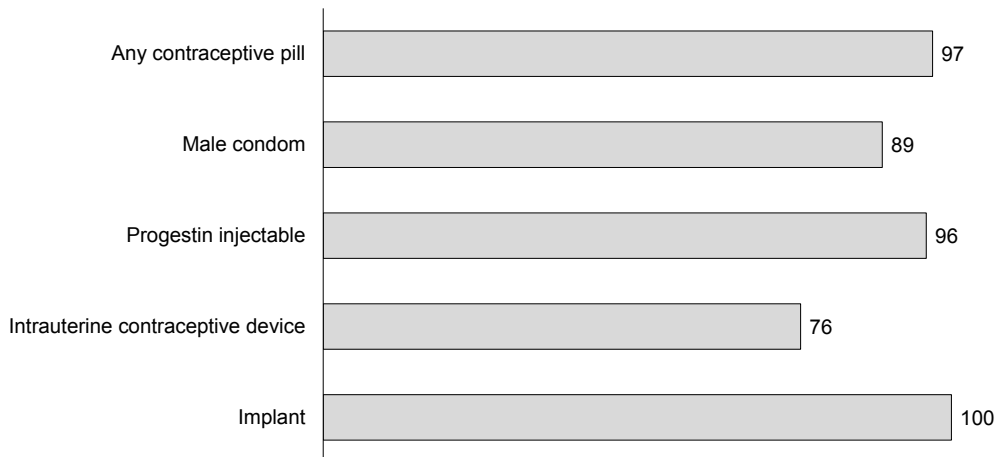 Any contraceptive pill 97
Male condom 89
Progestin injectable 96
Intrauterine contraceptive device 76
Implant 100